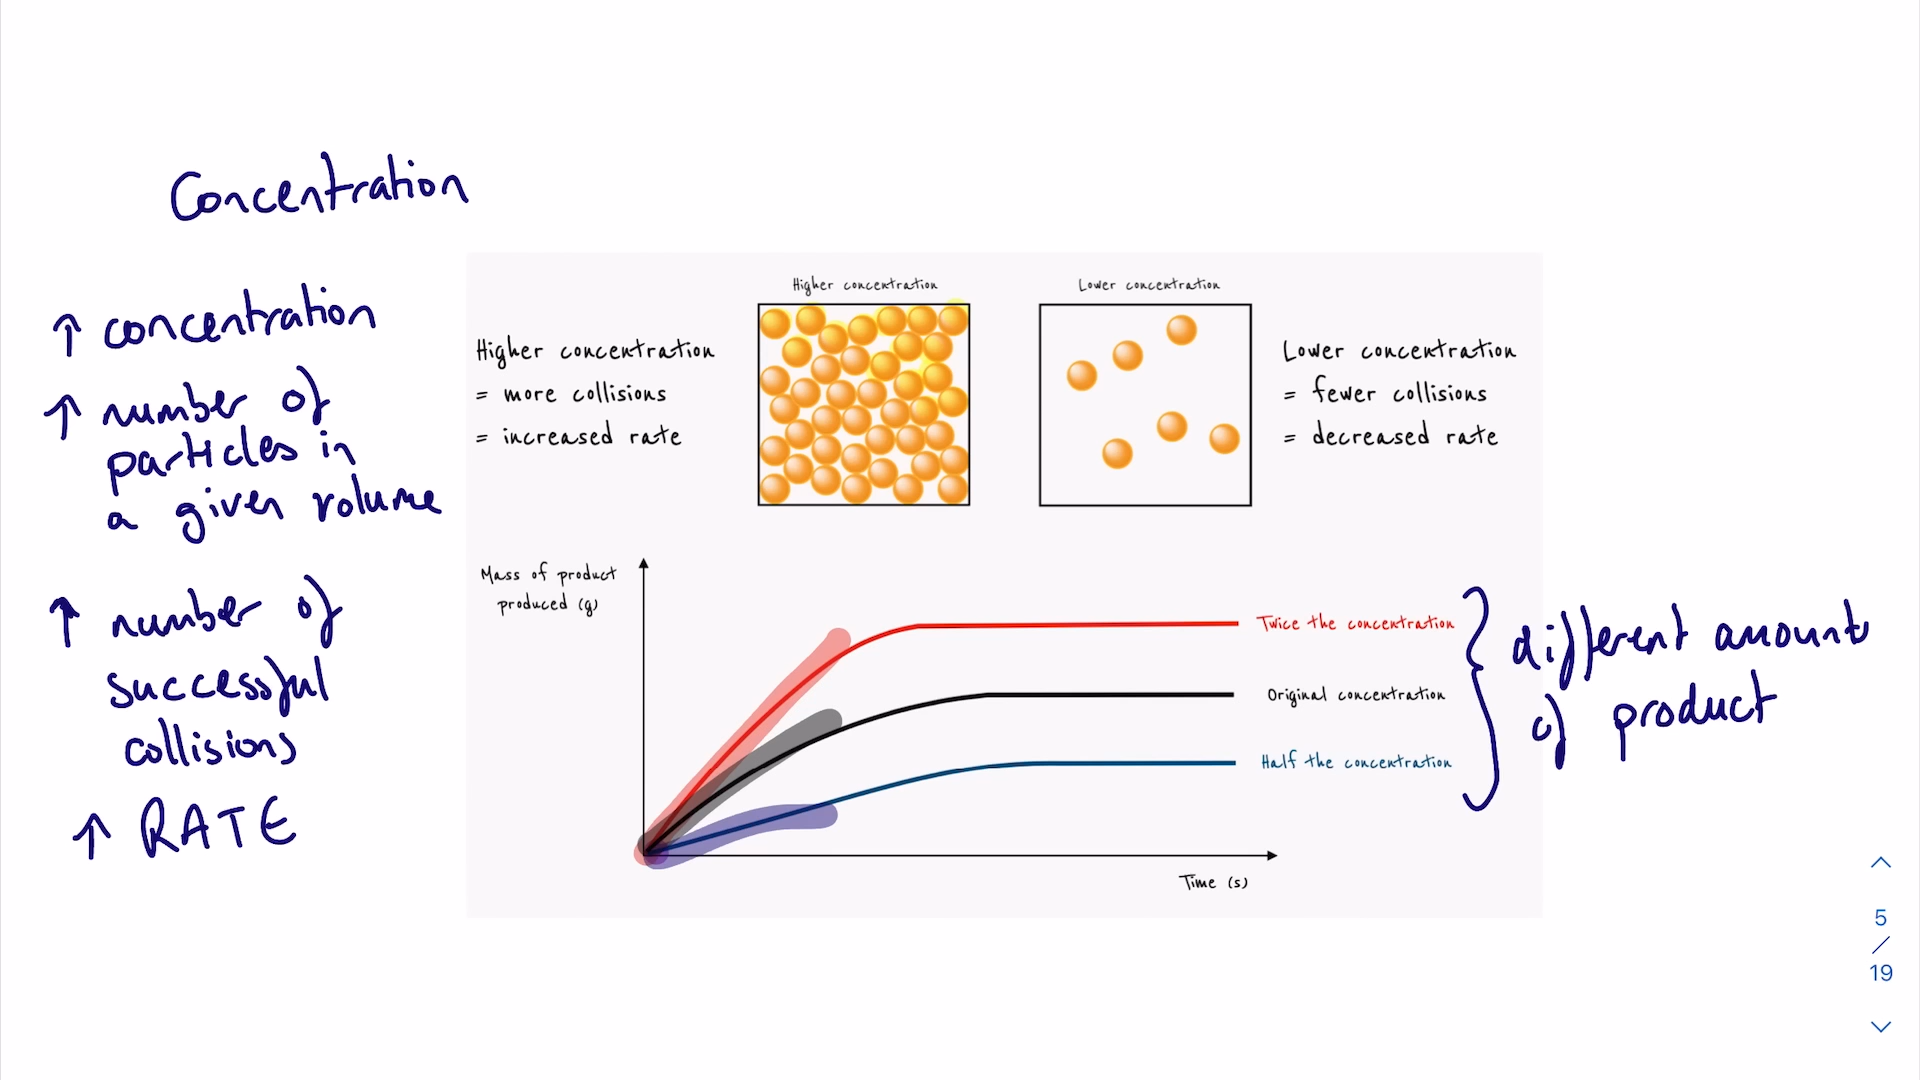 Concentration
↑ concentration
↑ number of
particles in
a given volume
↑ number of
successful
collisions
↑ RATE
Higher concentration
Lower concentration
Higher concentration
= more collisions
= increased rate
Lower concentration
= fewer collisions
= decreased rate
Mass of product
produced (g)
Twice the concentration
Original concentration
Half the concentration
Time (s)
different amounts
of product
5
/
19